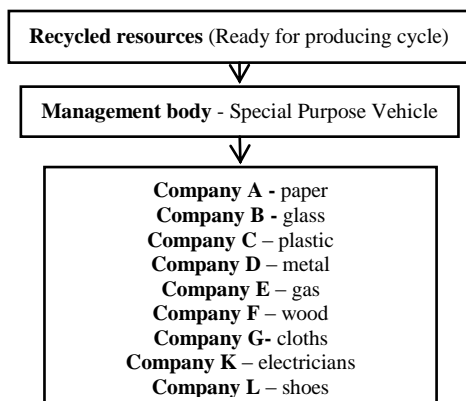 Recycled resources (Ready for producing cycle)
Management body - Special Purpose Vehicle
Company A - paper
Company B - glass
Company C – plastic
Company D – metal
Company E – gas
Company F – wood
Company G- cloths
Company K – electricians
Company L – shoes